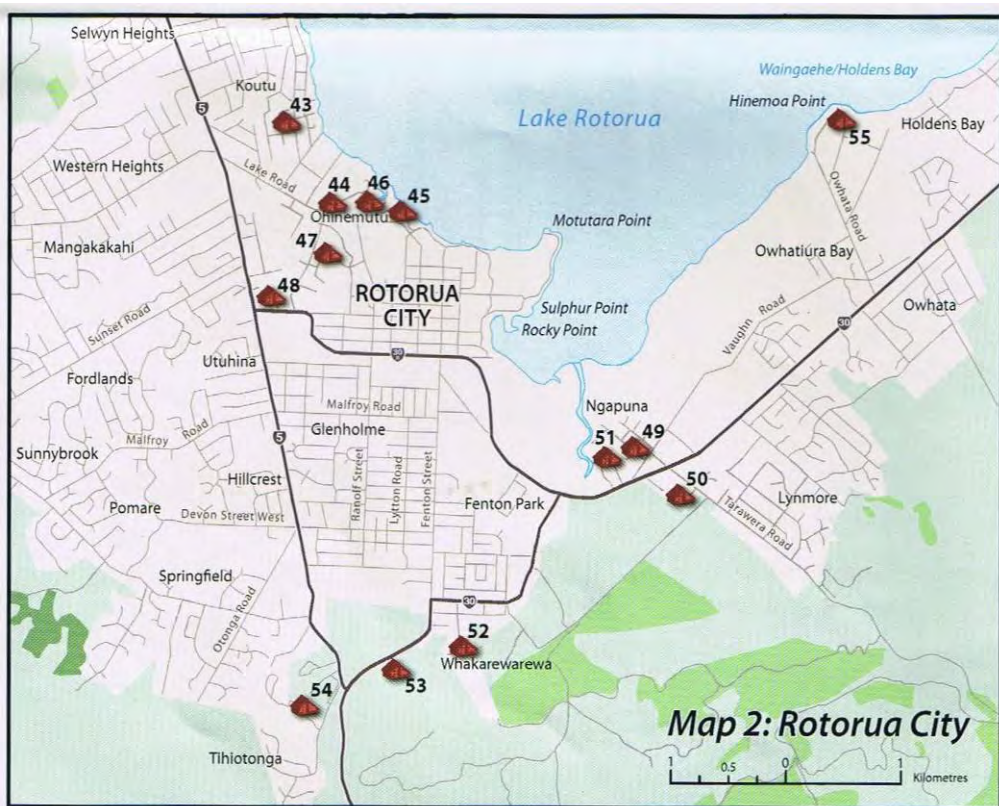 Selwyn Heights
Koutu
43
5
Waingaehe/Holdens Bay
Hinemoa Point
55
Holdens Bay
Lake Rotorua
Western Heights
Lake Road
44
46
45
Ohinemutu
Owhata Road
Motutara Point
Mangakakahi
47
Owhatiura Bay
48
ROTORUA
CITY
Sulphur Point
Rocky Point
Sunset Road
Vaughn Road
30
Owhata
Utuhina
30
Fordlands
Malfroy Road
Ngapuna
Glenholme
Malfroy Road
5
51
49
Sunnybrook
Hillcrest
Ranolf Street
Lytton Road
Fenton Street
50
Fenton Park
Lynmore
Pomare
Devon Street West
Tarawera Road
Springfield
Otonga Road
30
52
Whakarewarewa
53
54
Tihiotonga
Map 2: Rotorua City
1
0.5
0
1
Kilometres